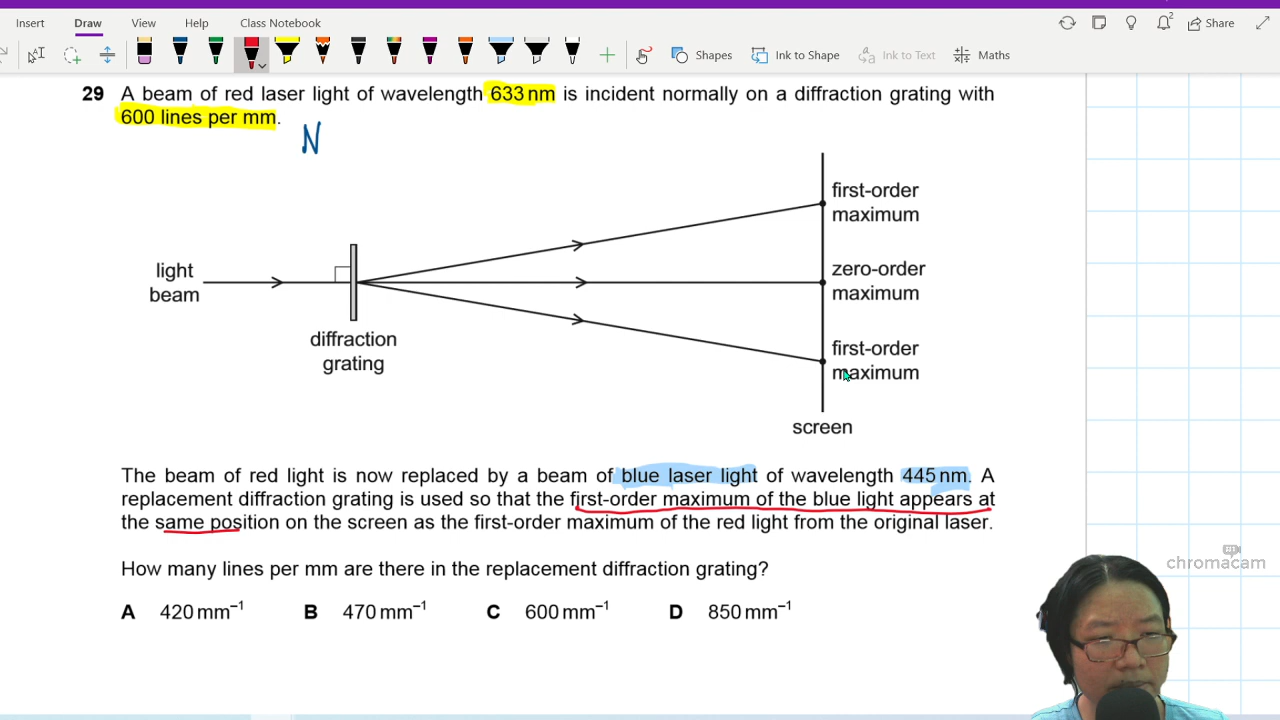 Insert Draw View Help Class Notebook Share
Shapes Ink to Shape Ink to Text Maths
29 A beam of red laser light of wavelength 633 nm is incident normally on a diffraction grating with
600 lines per mm.
N
first-order
maximum
light
beam
zero-order
maximum
diffraction
grating
first-order
maximum
screen
The beam of red light is now replaced by a beam of blue laser light of wavelength 445 nm. A
replacement diffraction grating is used so that the first-order maximum of the blue light appears at
the same position on the screen as the first-order maximum of the red light from the original laser.
How many lines per mm are there in the replacement diffraction grating?
A 420 mm⁻¹ B 470 mm⁻¹ C 600 mm⁻¹ D 850 mm⁻¹
chromacam